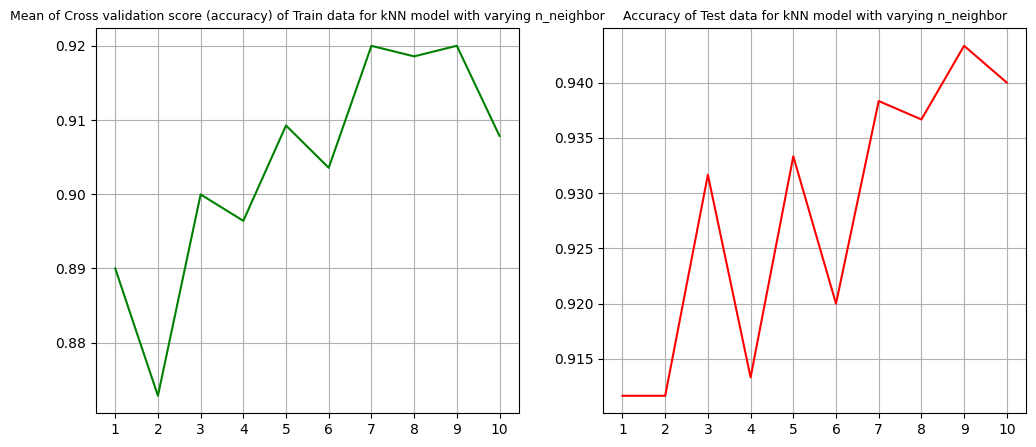 Mean of Cross validation score (accuracy) of Train data for kNN model with varying n_neighbor
0.92
0.91
0.90
0.89
0.88
1 2 3 4 5 6 7 8 9 10
Accuracy of Test data for kNN model with varying n_neighbor
0.940
0.935
0.930
0.925
0.920
0.915
1 2 3 4 5 6 7 8 9 10